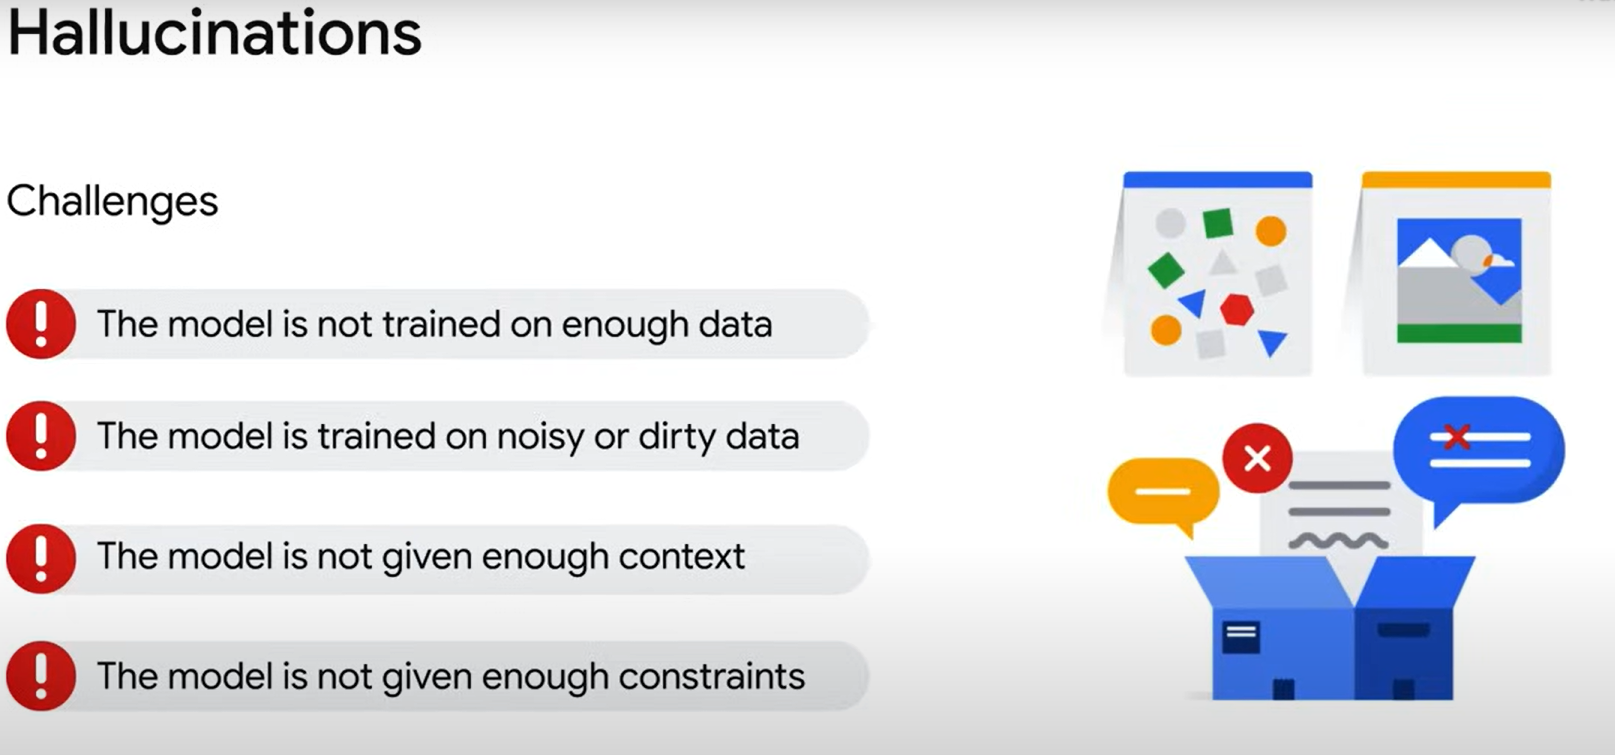 Hallucinations
Challenges
The model is not trained on enough data
The model is trained on noisy or dirty data
The model is not given enough context
The model is not given enough constraints